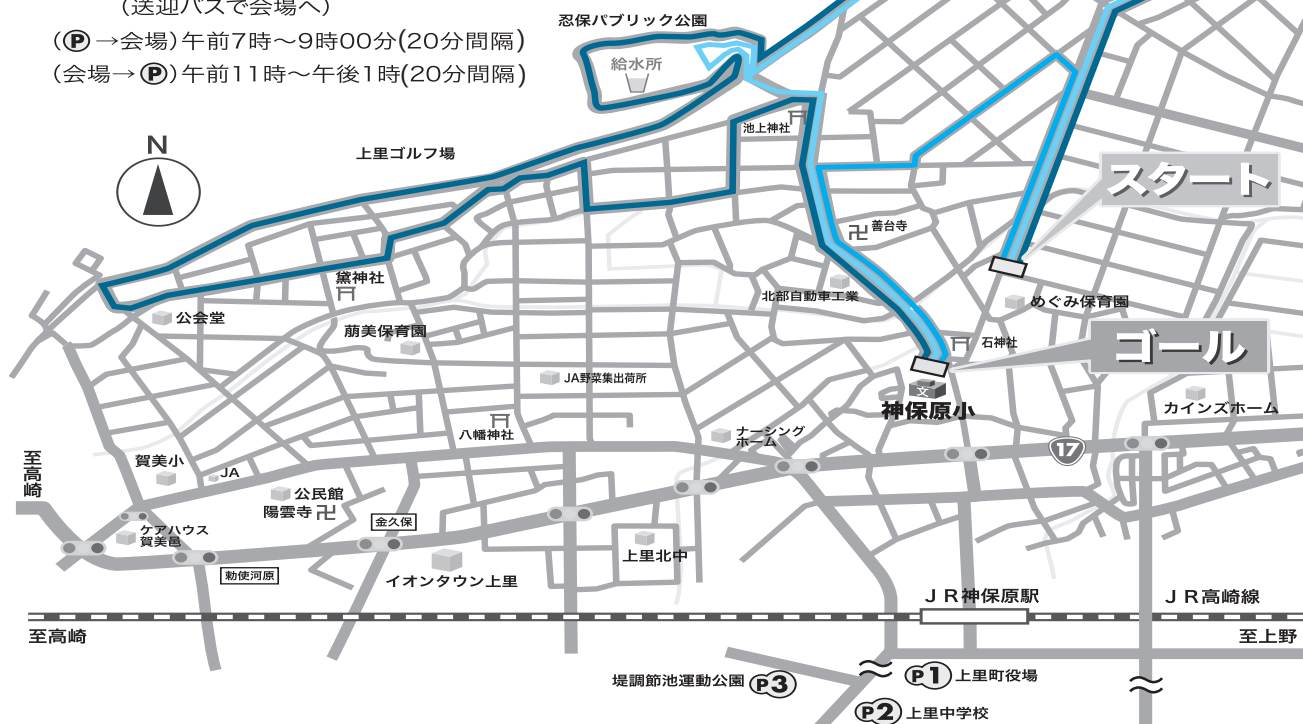 (送迎バスで会場へ)
(P→会場)午前7時～9時00分(20分間隔)
(会場→P)午前11時～午後1時(20分間隔)
忍保パブリック公園
給水所
N
上里ゴルフ場
池上神社
スタート
善台寺
黛神社
北部自動車工業
めぐみ保育園
公会堂
萠美保育園
石神社
ゴール
JA野菜集出荷所
文
神保原小
カインズホーム
八幡神社
ナーシング
ホーム
17
至高崎
賀美小
JA
公民館
陽雲寺
金久保
ケアハウス
賀美邑
上里北中
勅使河原
イオンタウン上里
JR神保原駅
JR高崎線
至高崎
至上野
堤調節池運動公園 P3
P1 上里町役場
P2 上里中学校